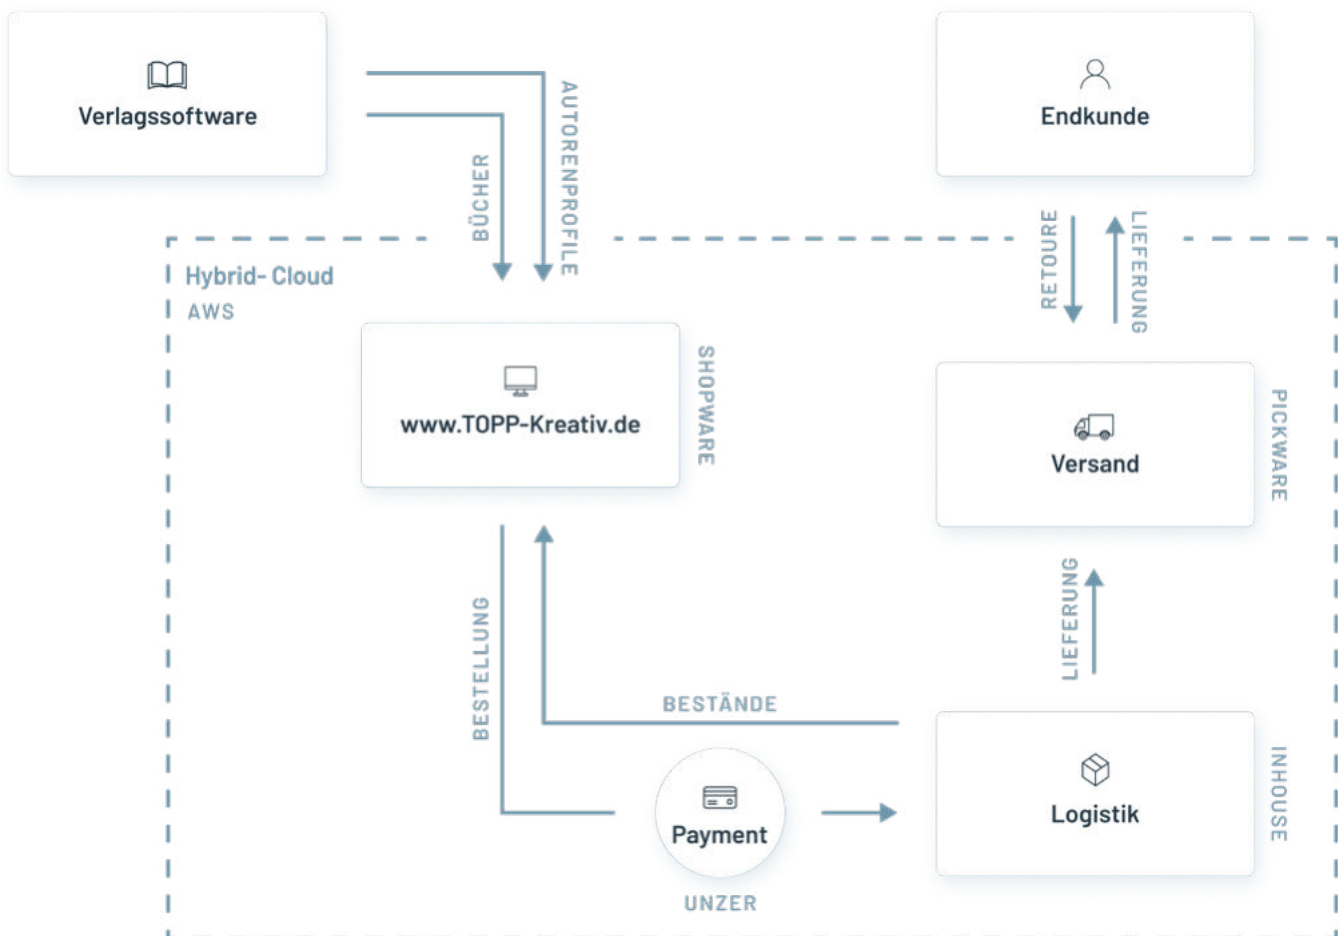 Verlagssoftware
Endkunde
AUTORENPROFILE
BÜCHER
RETOURE
LIEFERUNG
Hybrid- Cloud
AWS
www.TOPP-Kreativ.de
SHOPWARE
Versand
PICKWARE
BESTELLUNG
LIEFERUNG
BESTÄNDE
Payment
UNZER
Logistik
INHOUSE